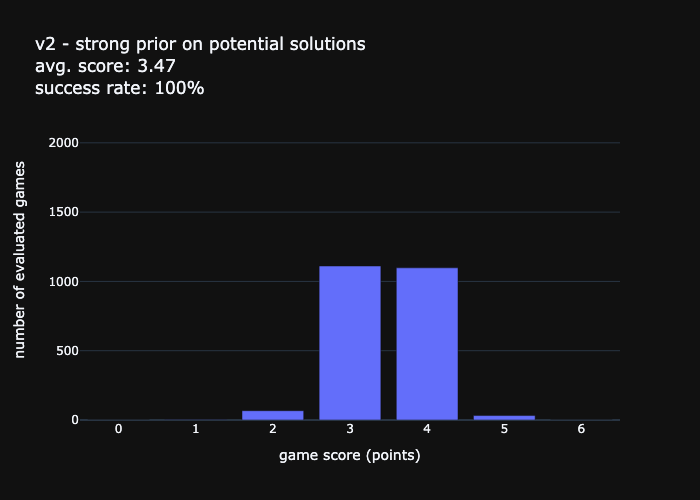 v2 - strong prior on potential solutions
avg. score: 3.47
success rate: 100%
2000
1500
1000
500
0
number of evaluated games
0 1 2 3 4 5 6
game score (points)